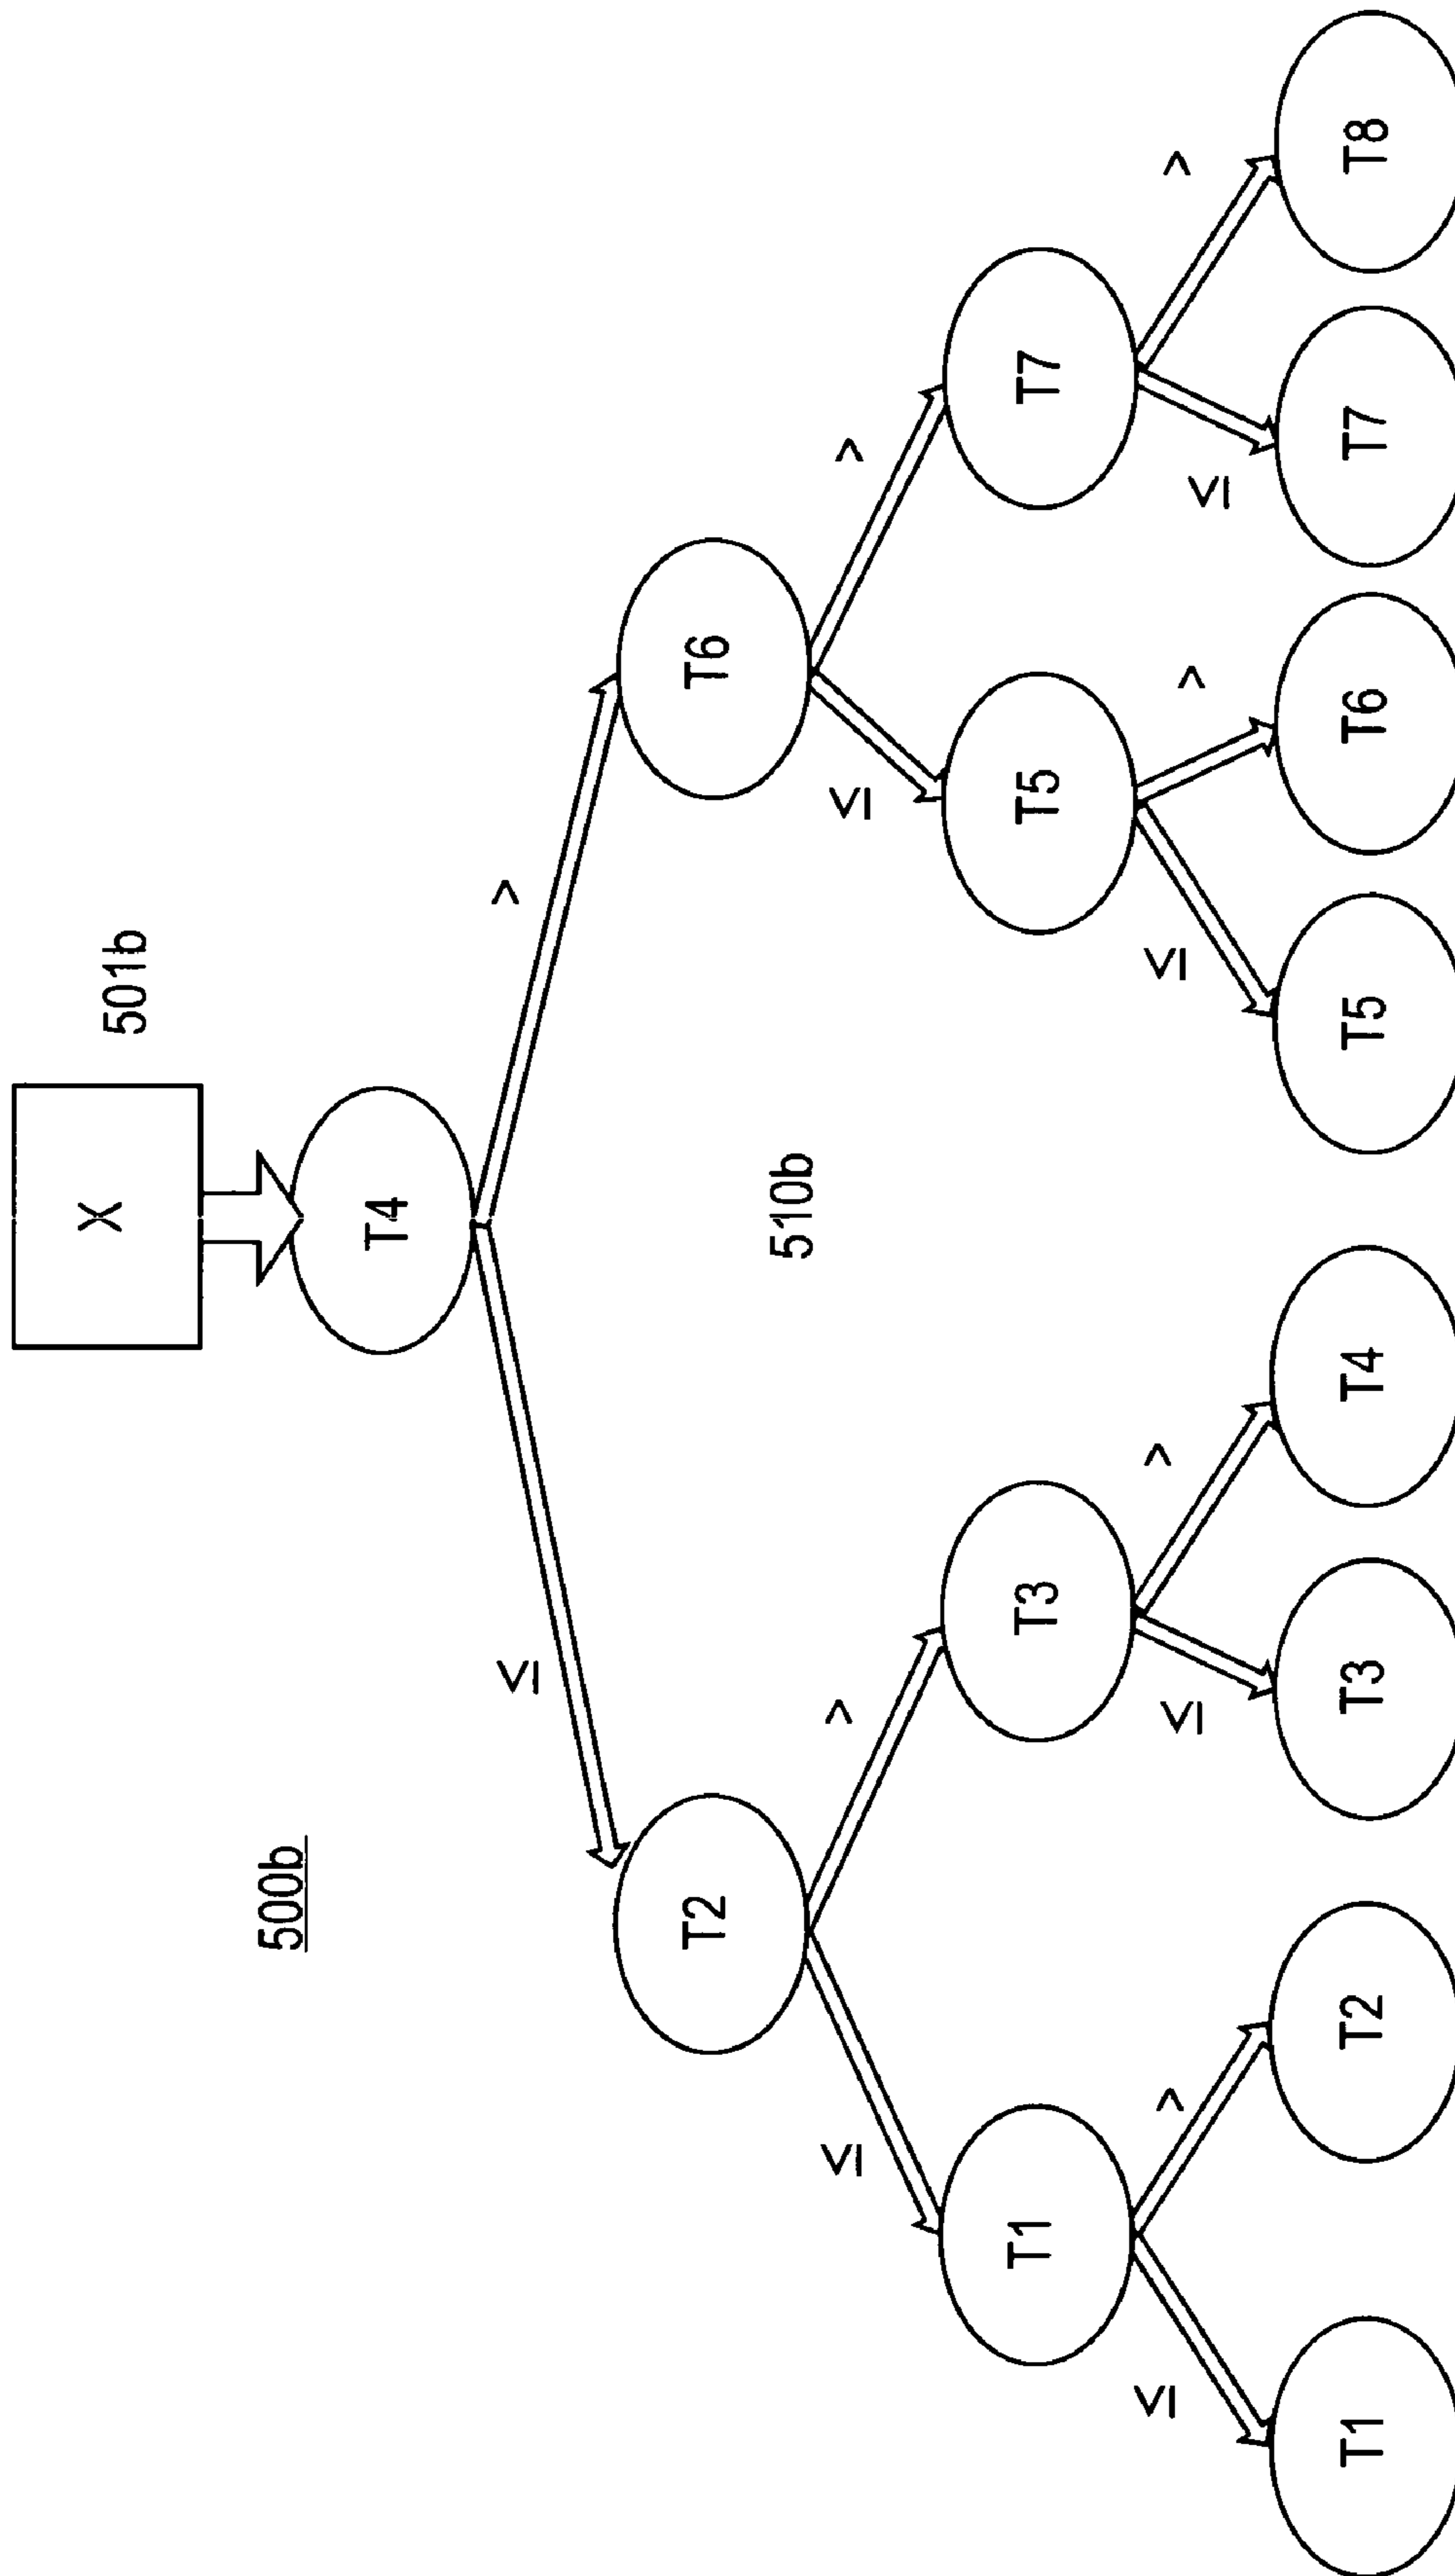 X
501b
500b
T4
≤ >
T2 T6
510b
≤ > ≤ >
T1 T3 T5 T7
≤ > ≤ > ≤ > ≤ >
T1 T2 T3 T4 T5 T6 T7 T8